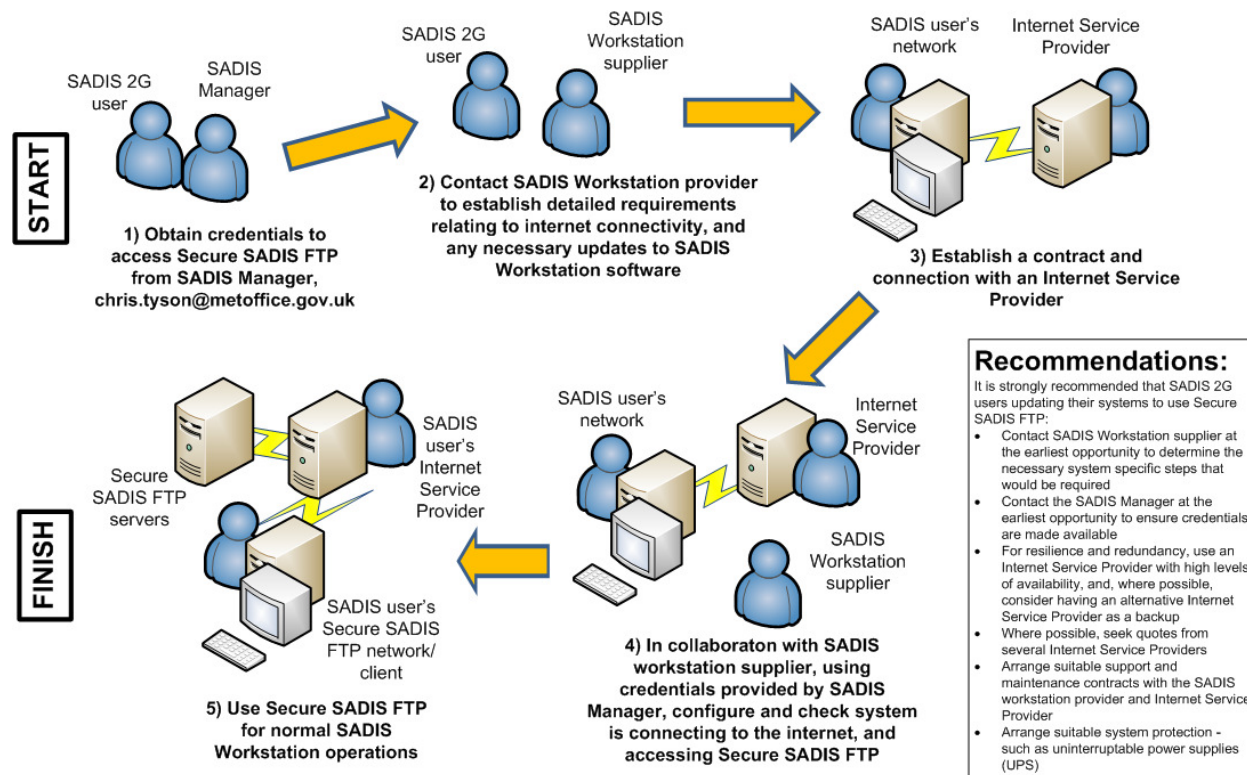 START
SADIS 2G
user
SADIS
Manager
1) Obtain credentials to
access Secure SADIS FTP
from SADIS Manager,
chris.tyson@metoffice.gov.uk
SADIS 2G
user
SADIS
Workstation
supplier
2) Contact SADIS Workstation provider
to establish detailed requirements
relating to internet connectivity, and
any necessary updates to SADIS
Workstation software
SADIS user's
network
Internet Service
Provider
3) Establish a contract and
connection with an Internet Service
Provider
SADIS user's
network
Internet
Service
Provider
SADIS
Workstation
supplier
4) In collaboraton with SADIS
workstation supplier, using
credentials provided by SADIS
Manager, configure and check system
is connecting to the internet, and
accessing Secure SADIS FTP
FINISH
Secure
SADIS FTP
servers
SADIS
user's
Internet
Service
Provider
SADIS user's
Secure SADIS
FTP network/
client
5) Use Secure SADIS FTP
for normal SADIS
Workstation operations
Recommendations:
It is strongly recommended that SADIS 2G
users updating their systems to use Secure
SADIS FTP:
• Contact SADIS Workstation supplier at
the earliest opportunity to determine the
necessary system specific steps that
would be required
• Contact the SADIS Manager at the
earliest opportunity to ensure credentials
are made available
• For resilience and redundancy, use an
Internet Service Provider with high levels
of availability, and, where possible,
consider having an alternative Internet
Service Provider as a backup
• Where possible, seek quotes from
several Internet Service Providers
• Arrange suitable support and
maintenance contracts with the SADIS
workstation provider and Internet Service
Provider
• Arrange suitable system protection -
such as uninterruptable power supplies
(UPS)